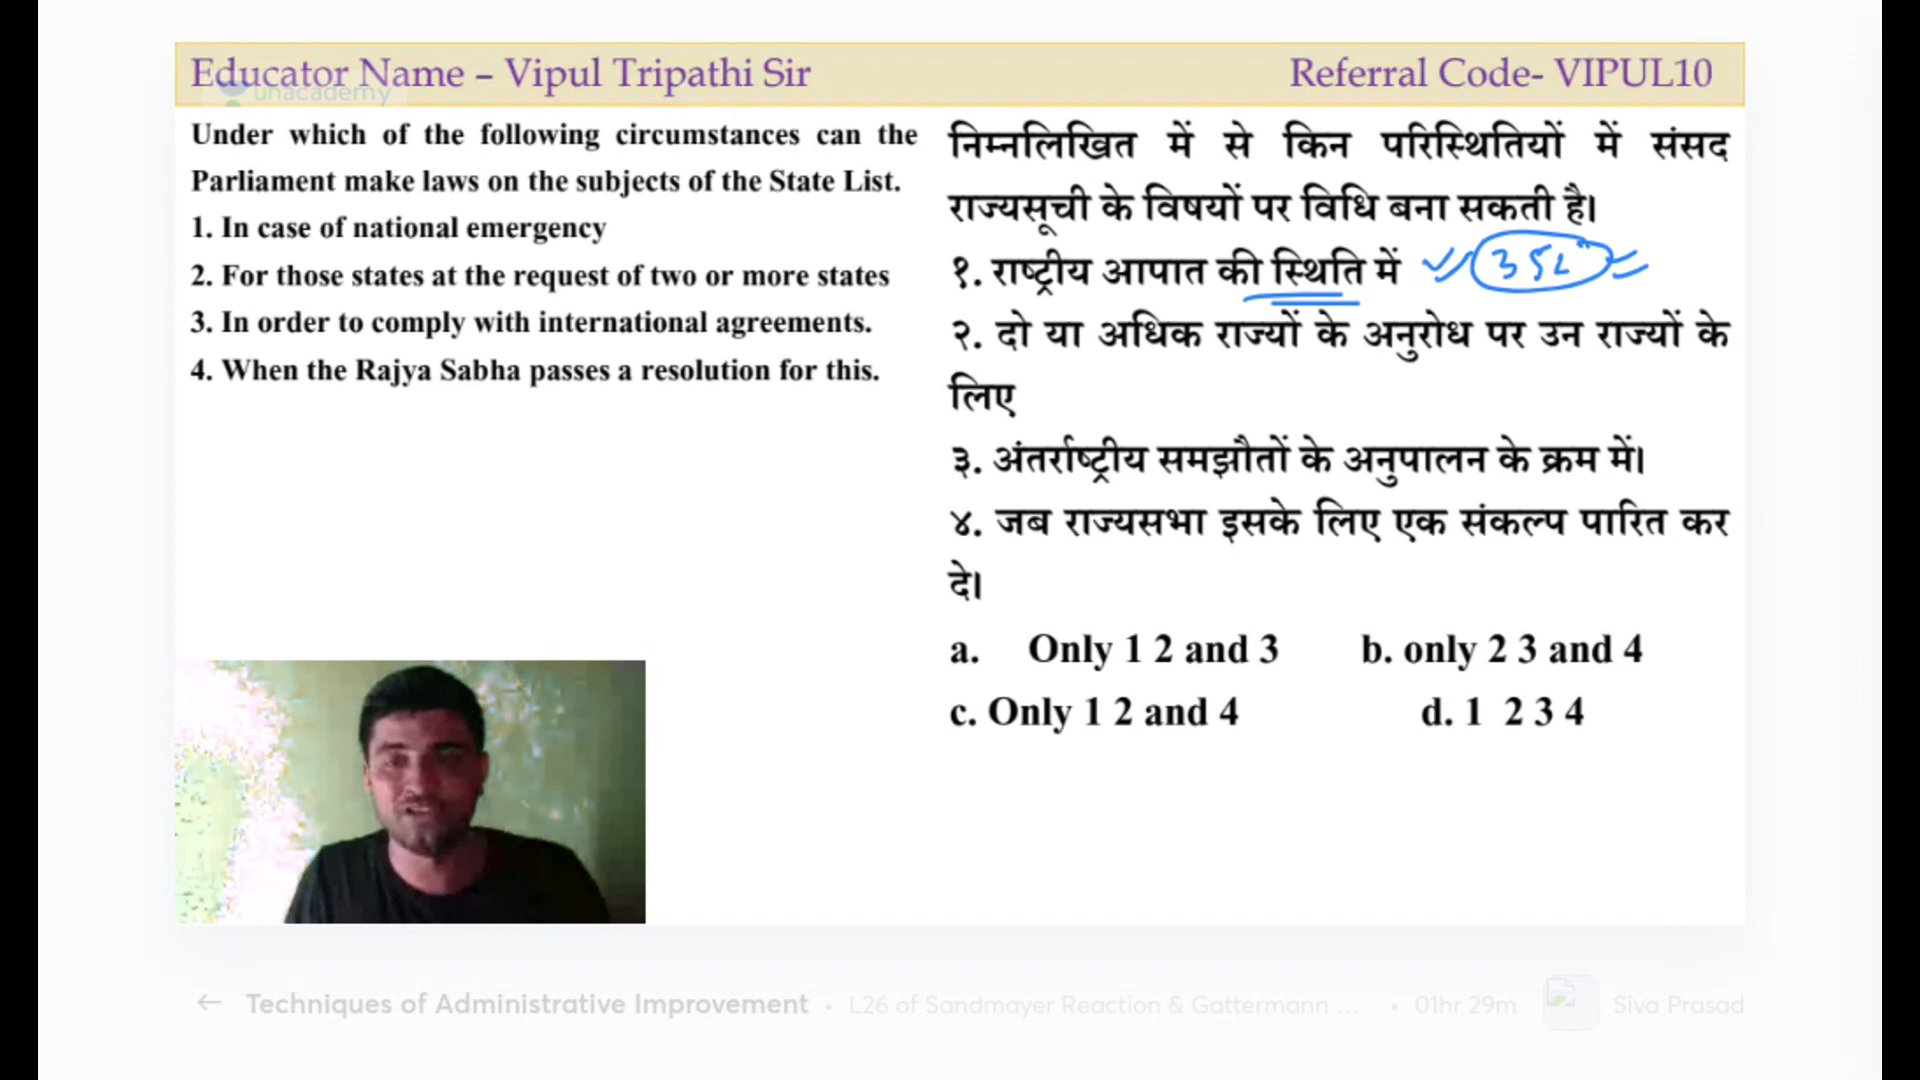 Educator Name – Vipul Tripathi Sir
Referral Code- VIPUL10
unacademy
Under which of the following circumstances can the
Parliament make laws on the subjects of the State List.
1. In case of national emergency
2. For those states at the request of two or more states
3. In order to comply with international agreements.
4. When the Rajya Sabha passes a resolution for this.
निम्नलिखित में से किन परिस्थितियों में संसद
राज्यसूची के विषयों पर विधि बना सकती है।
१. राष्ट्रीय आपात की स्थिति में 352
२. दो या अधिक राज्यों के अनुरोध पर उन राज्यों के
लिए
३. अंतर्राष्ट्रीय समझौतों के अनुपालन के क्रम में।
४. जब राज्यसभा इसके लिए एक संकल्प पारित कर
दे।
a. Only 1 2 and 3 b. only 2 3 and 4
c. Only 1 2 and 4 d. 1 2 3 4
← Techniques of Administrative Improvement • L26 of Sandmayer Reaction & Gattermann ... • 01hr 29m Siva Prasad